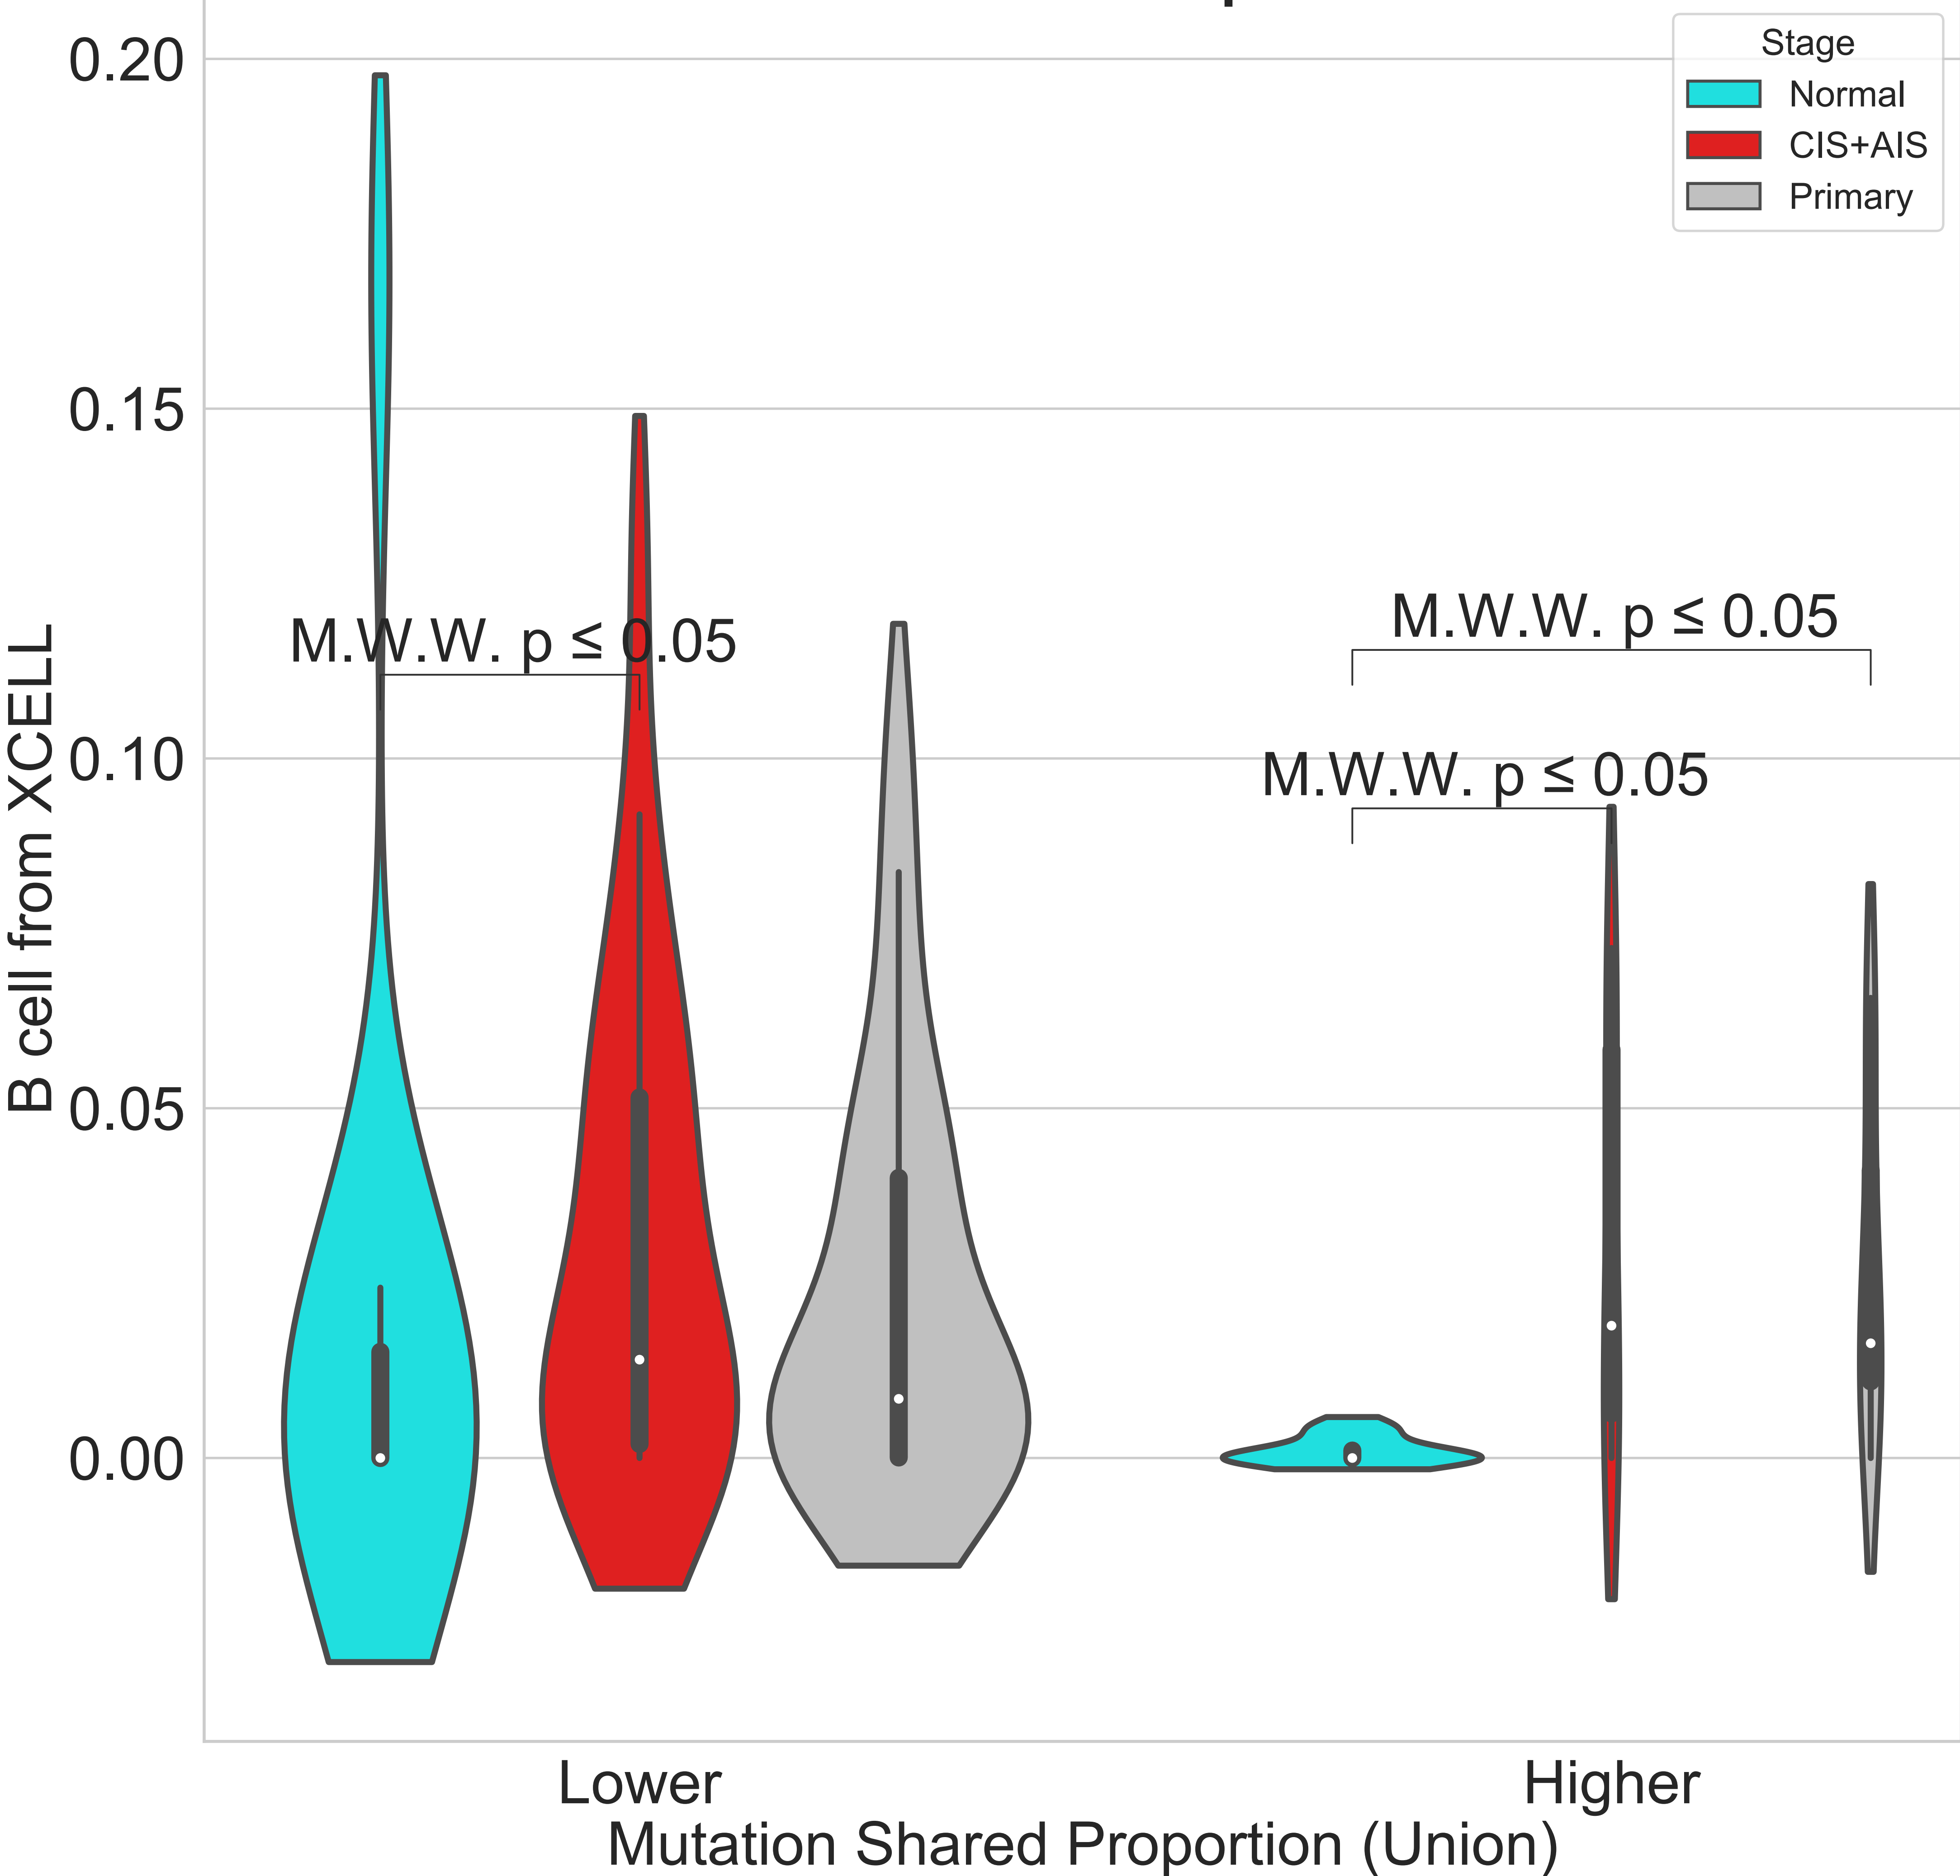 Stage
Normal
CIS+AIS
Primary
0.20
0.15
0.10
0.05
0.00
B cell from XCELL
M.W.W. p ≤ 0.05
M.W.W. p ≤ 0.05
M.W.W. p ≤ 0.05
Lower
Higher
Mutation Shared Proportion (Union)